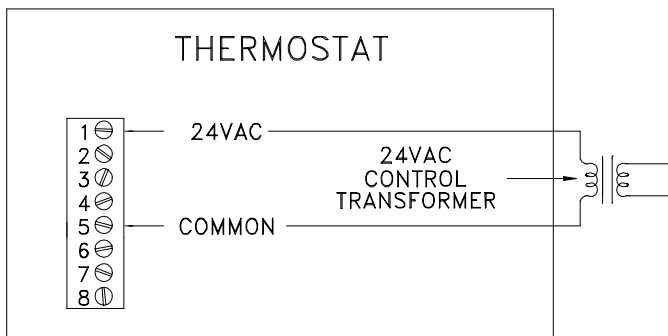 THERMOSTAT
1 24VAC
2
3
4
5 COMMON
6
7
8
24VAC
CONTROL
TRANSFORMER